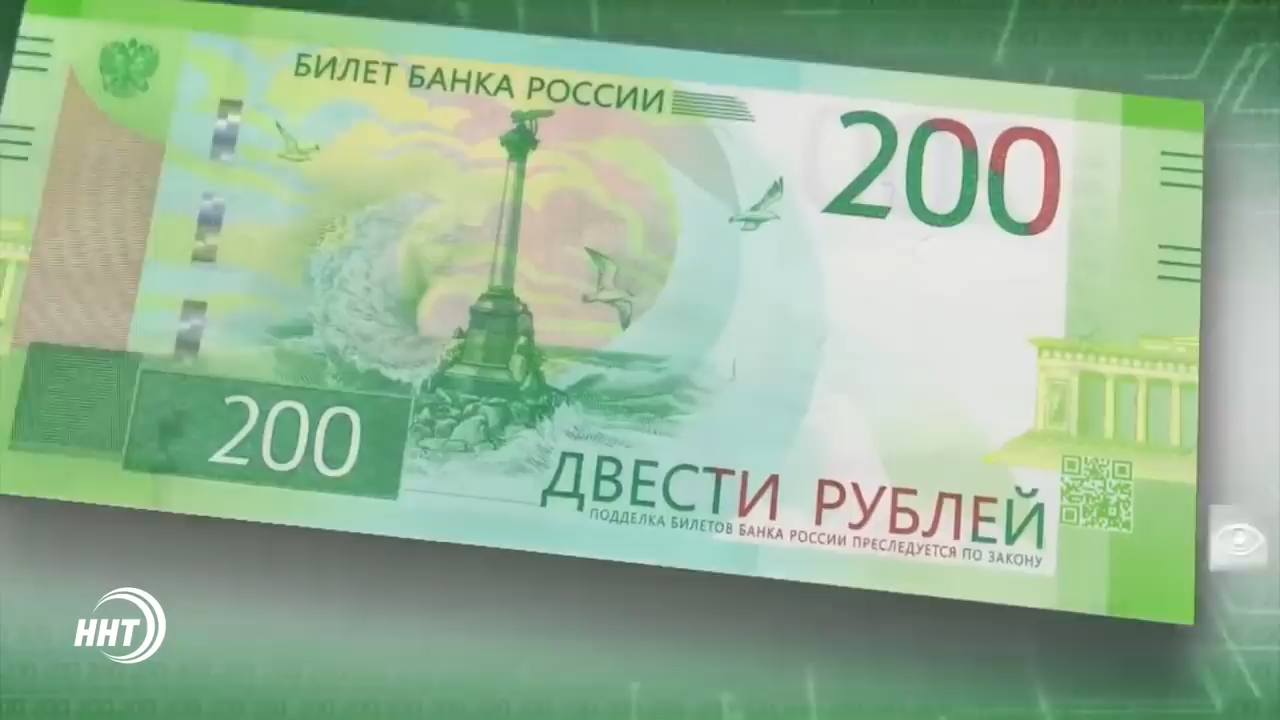 БИЛЕТ БАНКА РОССИИ
200
200
ДВЕСТИ РУБЛЕЙ
ПОДДЕЛКА БИЛЕТОВ БАНКА РОССИИ ПРЕСЛЕДУЕТСЯ ПО ЗАКОНУ
ННТ